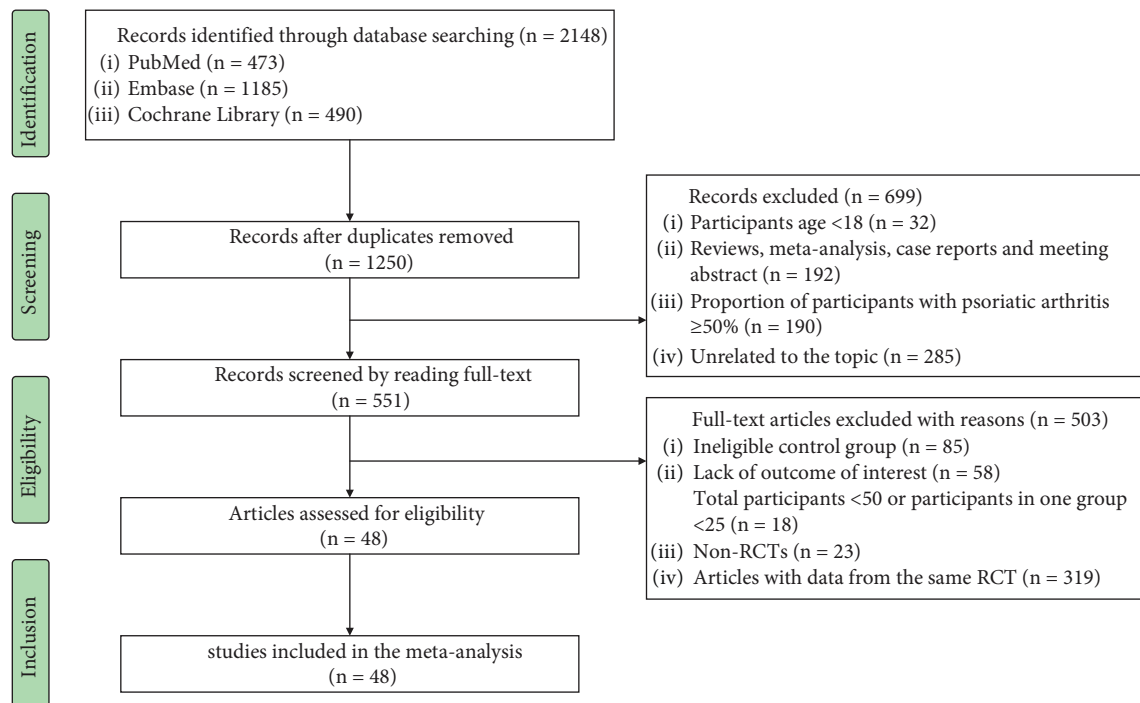 Identification
Records identified through database searching (n = 2148)
(i) PubMed (n = 473)
(ii) Embase (n = 1185)
(iii) Cochrane Library (n = 490)
Screening
Records after duplicates removed
(n = 1250)
Records excluded (n = 699)
(i) Participants age <18 (n = 32)
(ii) Reviews, meta-analysis, case reports and meeting
abstract (n = 192)
(iii) Proportion of participants with psoriatic arthritis
≥50% (n = 190)
(iv) Unrelated to the topic (n = 285)
Records screened by reading full-text
(n = 551)
Eligibility
Full-text articles excluded with reasons (n = 503)
(i) Ineligible control group (n = 85)
(ii) Lack of outcome of interest (n = 58)
Total participants <50 or participants in one group
<25 (n = 18)
(iii) Non-RCTs (n = 23)
(iv) Articles with data from the same RCT (n = 319)
Articles assessed for eligibility
(n = 48)
Inclusion
studies included in the meta-analysis
(n = 48)